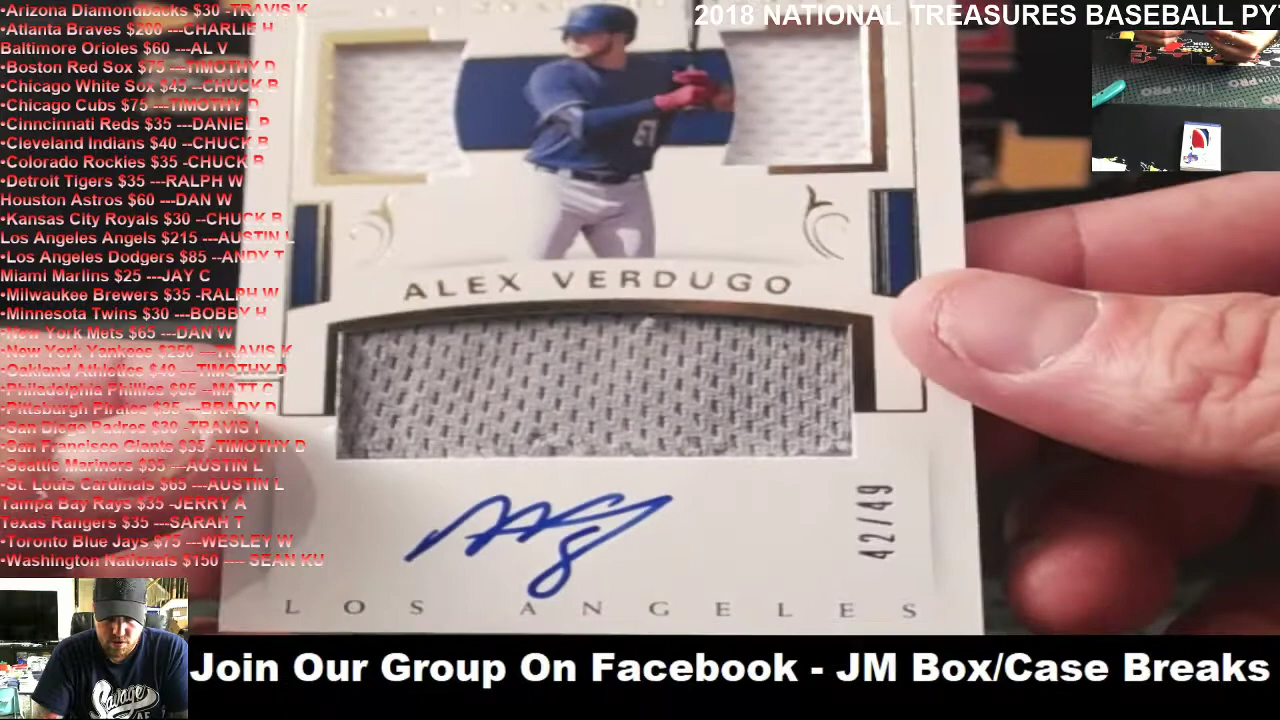 •Arizona Diamondbacks $30 -TRAVIS K
•Atlanta Braves $200 ---CHARLIE H
Baltimore Orioles $60 ---AL V
•Boston Red Sox $75 ---TIMOTHY D
•Chicago White Sox $45 --CHUCK B
•Chicago Cubs $75 ---TIMOTHY D
•Cinncinnati Reds $35 ---DANIEL P
•Cleveland Indians $40 --CHUCK B
•Colorado Rockies $35 -CHUCK B
•Detroit Tigers $35 ---RALPH W
Houston Astros $60 ---DAN W
•Kansas City Royals $30 --CHUCK B
Los Angeles Angels $215 ---AUSTIN L
•Los Angeles Dodgers $85 --ANDY T
Miami Marlins $25 ---JAY C
•Milwaukee Brewers $35 -RALPH W
•Minnesota Twins $30 ---BOBBY H
•New York Mets $65 ---DAN W
•New York Yankees $250 ---TRAVIS K
•Oakland Athletics $40 ---TIMOTHY D
•Philadelphia Phillies $85 --MATT C
•Pittsburgh Pirates $35 ---BRADY D
•San Diego Padres $30 -TRAVIS
•San Francisco Giants $35 -TIMOTHY D
•Seattle Mariners $55 ---AUSTIN L
•St. Louis Cardinals $65 ---AUSTIN L
Tampa Bay Rays $35 -JERRY A
Texas Rangers $35 ---SARAH T
•Toronto Blue Jays $75 ---WESLEY W
•Washington Nationals $150 ---- SEAN KU
2018 NATIONAL TREASURES BASEBALL PY
ALEX VERDUGO
42/49
LOS ANGELES
Savage
AF
Join Our Group On Facebook - JM Box/Case Breaks